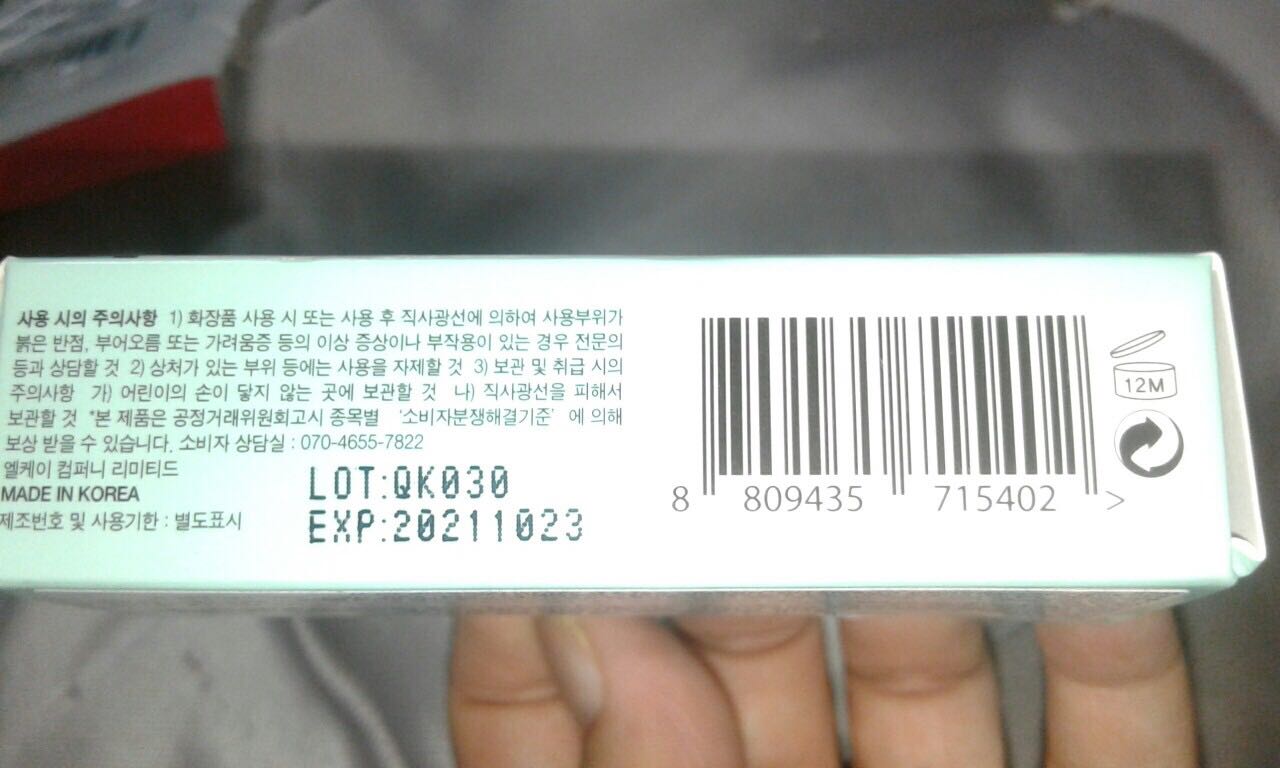 사용 시의 주의사항 1) 화장품 사용 시 또는 사용 후 직사광선에 의하여 사용부위가
붉은 반점, 부어오름 또는 가려움증 등의 이상 증상이나 부작용이 있는 경우 전문의
등과 상담할 것 2) 상처가 있는 부위 등에는 사용을 자제할 것 3) 보관 및 취급 시의
주의사항 가) 어린이의 손이 닿지 않는 곳에 보관할 것 나) 직사광선을 피해서
보관할 것 *본 제품은 공정거래위원회고시 종목별 '소비자분쟁해결기준' 에 의해
보상 받을 수 있습니다. 소비자 상담실 : 070-4655-7822
엘케이 컴퍼니 리미티드
MADE IN KOREA
제조번호 및 사용기한 : 별도표시
LOT:QK030
EXP:20211023
8 809435 715402 >
12M